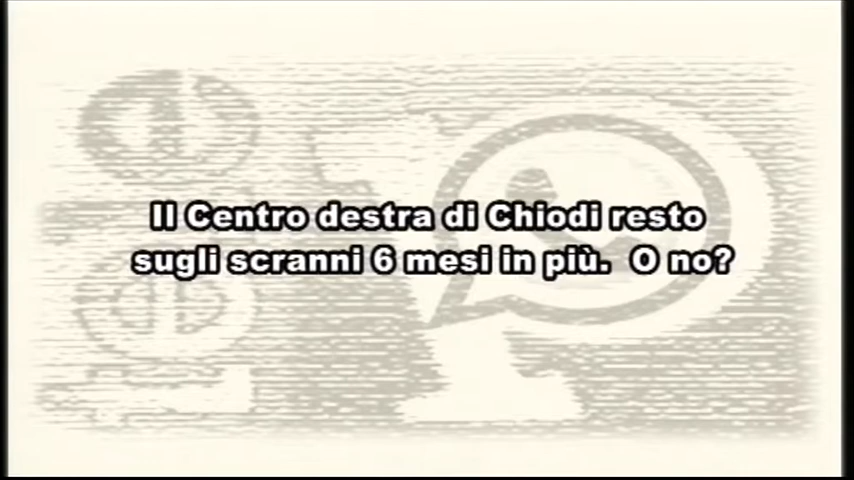 Il Centro destra di Chiodi resto
sugli scranni 6 mesi in più. O no?